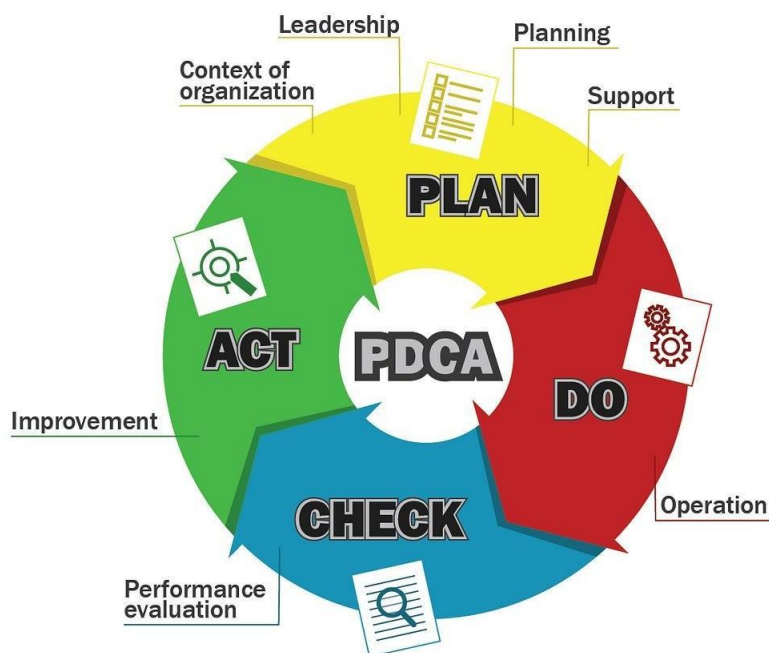 Leadership
Planning
Context of
organization
Support
PLAN
ACT
PDCA
DO
Improvement
CHECK
Operation
Performance
evaluation